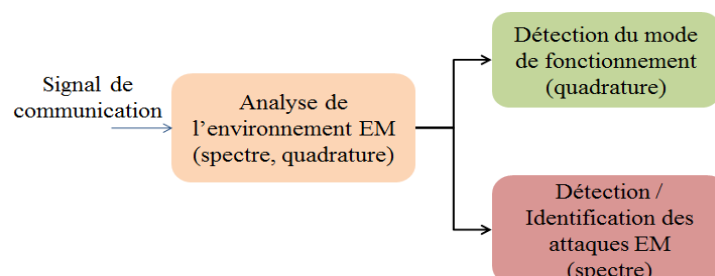 Signal de
communication
Analyse de
l’environnement EM
(spectre, quadrature)
Détection du mode
de fonctionnement
(quadrature)
Détection /
Identification des
attaques EM
(spectre)